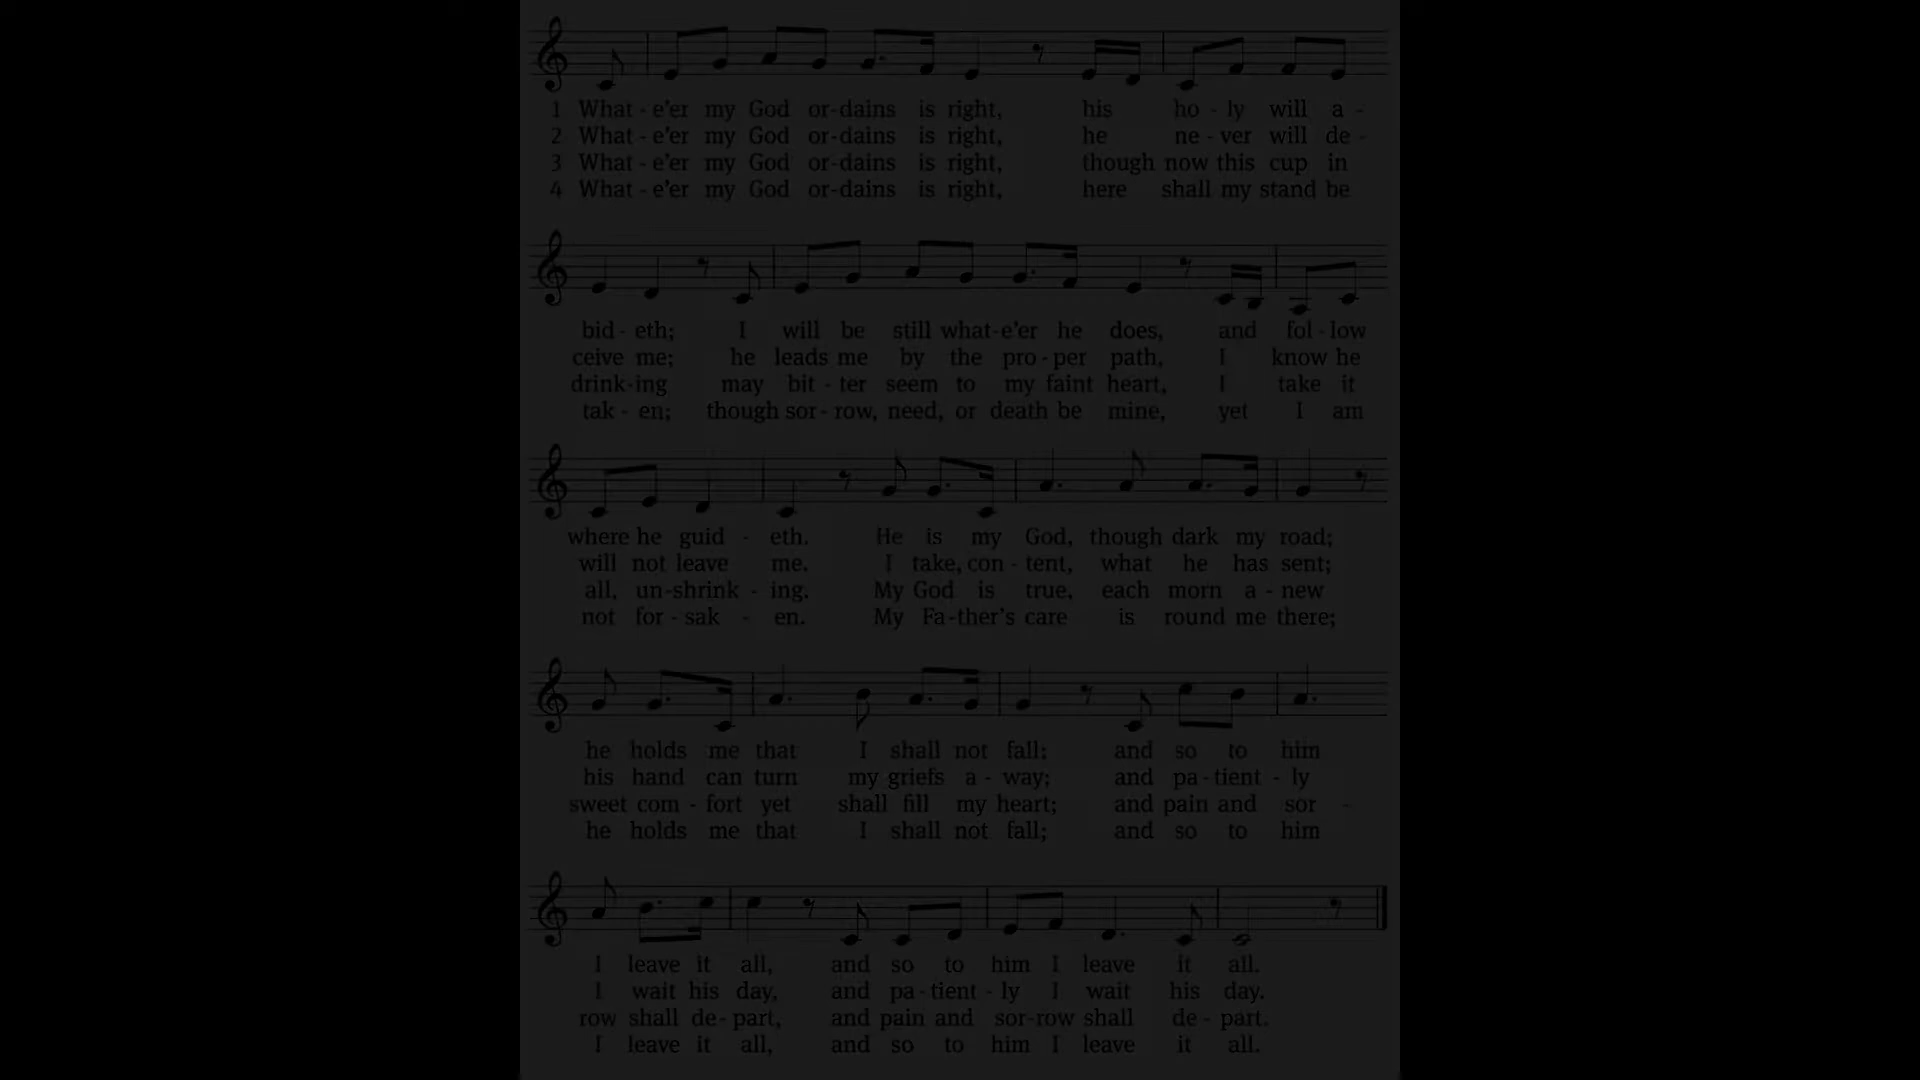 1 What - e'er my God or-dains is right, his ho - ly will a -
2 What - e'er my God or-dains is right, he ne - ver will de -
3 What - e'er my God or-dains is right, though now this cup in
4 What - e'er my God or-dains is right, here shall my stand be
bid - eth; I will be still what-e'er he does, and fol - low
ceive me; he leads me by the pro - per path, I know he
drink-ing may bit - ter seem to my faint heart, I take it
tak - en; though sor - row, need, or death be mine, yet I am
where he guid - eth. He is my God, though dark my road;
will not leave me. I take, con - tent, what he has sent;
all, un-shrink - ing. My God is true, each morn a - new
not for - sak - en. My Fa-ther's care is round me there;
he holds me that I shall not fall: and so to him
his hand can turn my griefs a - way; and pa - tient - ly
sweet com - fort yet shall fill my heart; and pain and sor -
he holds me that I shall not fall; and so to him
I leave it all, and so to him I leave it all.
I wait his day, and pa - tient - ly I wait his day.
row shall de - part, and pain and sor-row shall de - part.
I leave it all, and so to him I leave it all.